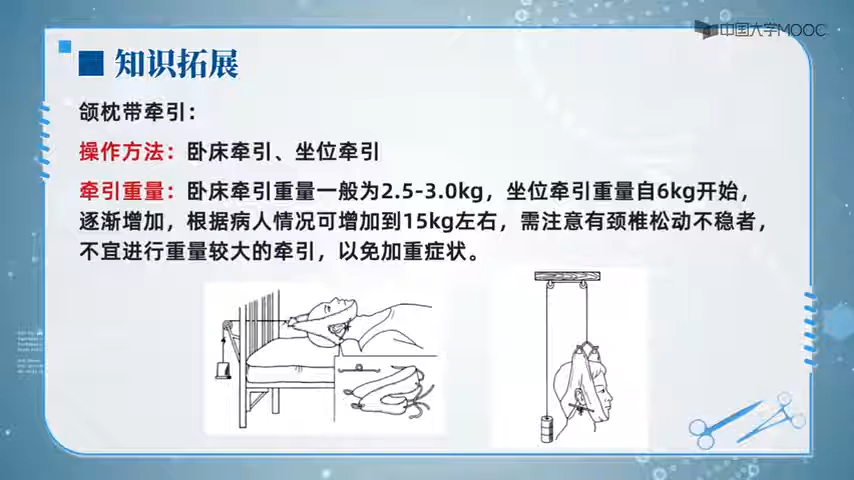 中国大学MOOC
知识拓展
颌枕带牵引：
操作方法：卧床牵引、坐位牵引
牵引重量：卧床牵引重量一般为2.5-3.0kg，坐位牵引重量自6kg开始，
逐渐增加，根据病人情况可增加到15kg左右，需注意有颈椎松动不稳者，
不宜进行重量较大的牵引，以免加重症状。